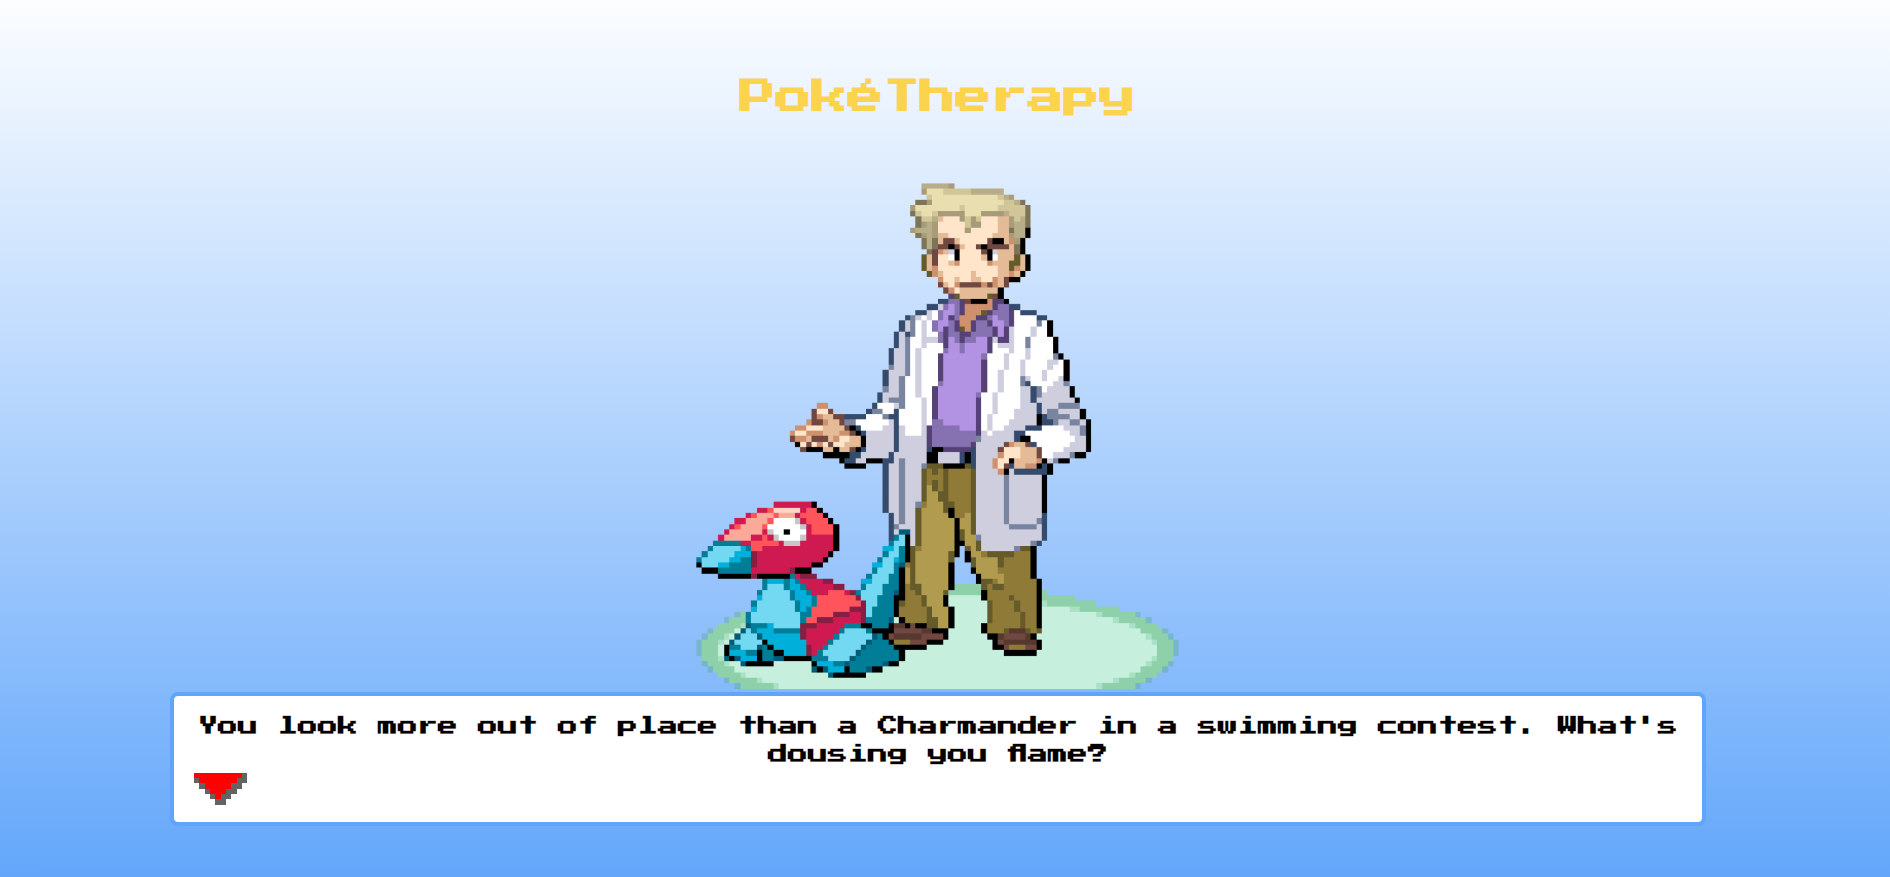 PokéTherapy
You look more out of place than a Charmander in a swimming contest. What's
dousing you flame?